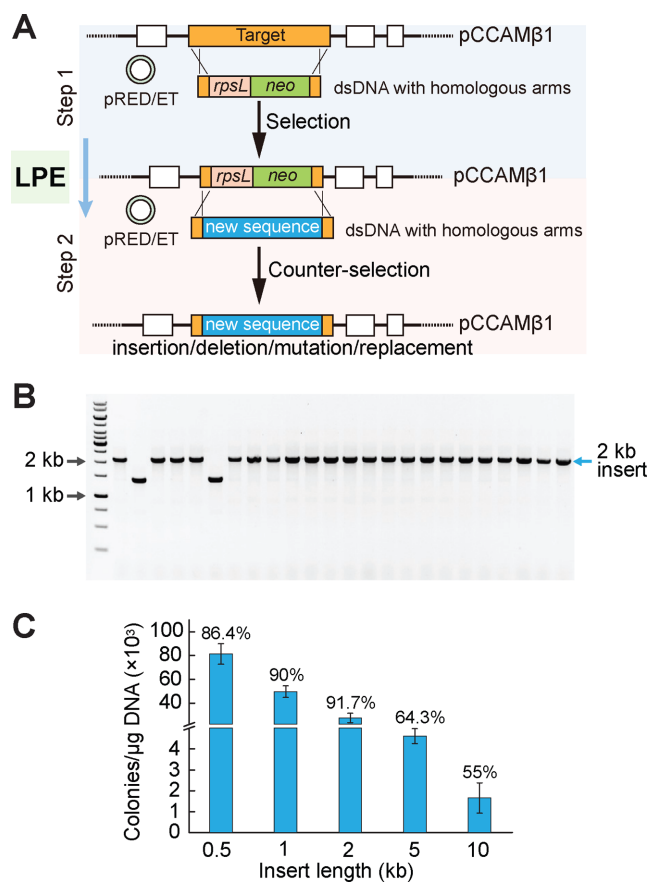 A
Target
pCCAMβ1
Step 1
pRED/ET
rpsL neo
dsDNA with homologous arms
Selection
LPE
rpsL neo
pCCAMβ1
Step 2
pRED/ET
new sequence
dsDNA with homologous arms
Counter-selection
new sequence
pCCAMβ1
insertion/deletion/mutation/replacement
B
2 kb
1 kb
2 kb
insert
C
Colonies/µg DNA (×10³)
100
80
60
40
4
3
2
1
0
86.4%
90%
91.7%
64.3%
55%
0.5 1 2 5 10
Insert length (kb)